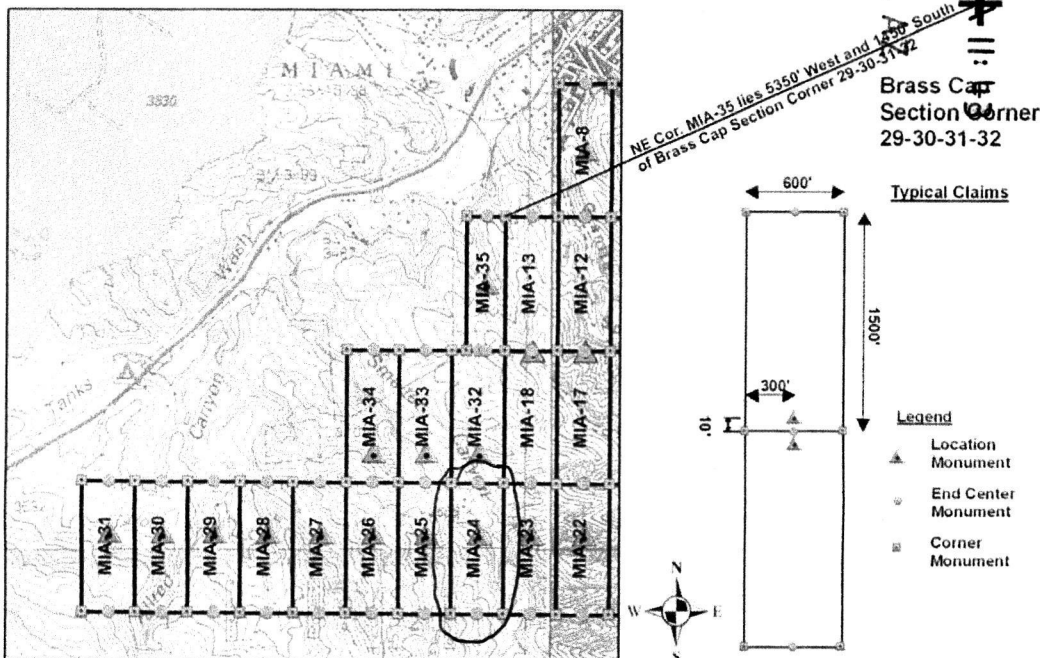 MIAMI
3830
Wash
Canyon
Tanks
MIA-8
MIA-35
MIA-13
MIA-12
MIA-34
MIA-33
MIA-32
MIA-18
MIA-17
MIA-31
MIA-30
MIA-29
MIA-28
MIA-27
MIA-26
MIA-25
MIA-24
MIA-23
MIA-22
NE Cor. MIA-35 lies 5350' West and 1450' South
of Brass Cap Section Corner 29-30-31-32
Brass Cap
Section Corner
29-30-31-32
Typical Claims
600'
1500'
300'
10'
Legend
Location
Monument
End Center
Monument
Corner
Monument
N
W E
S